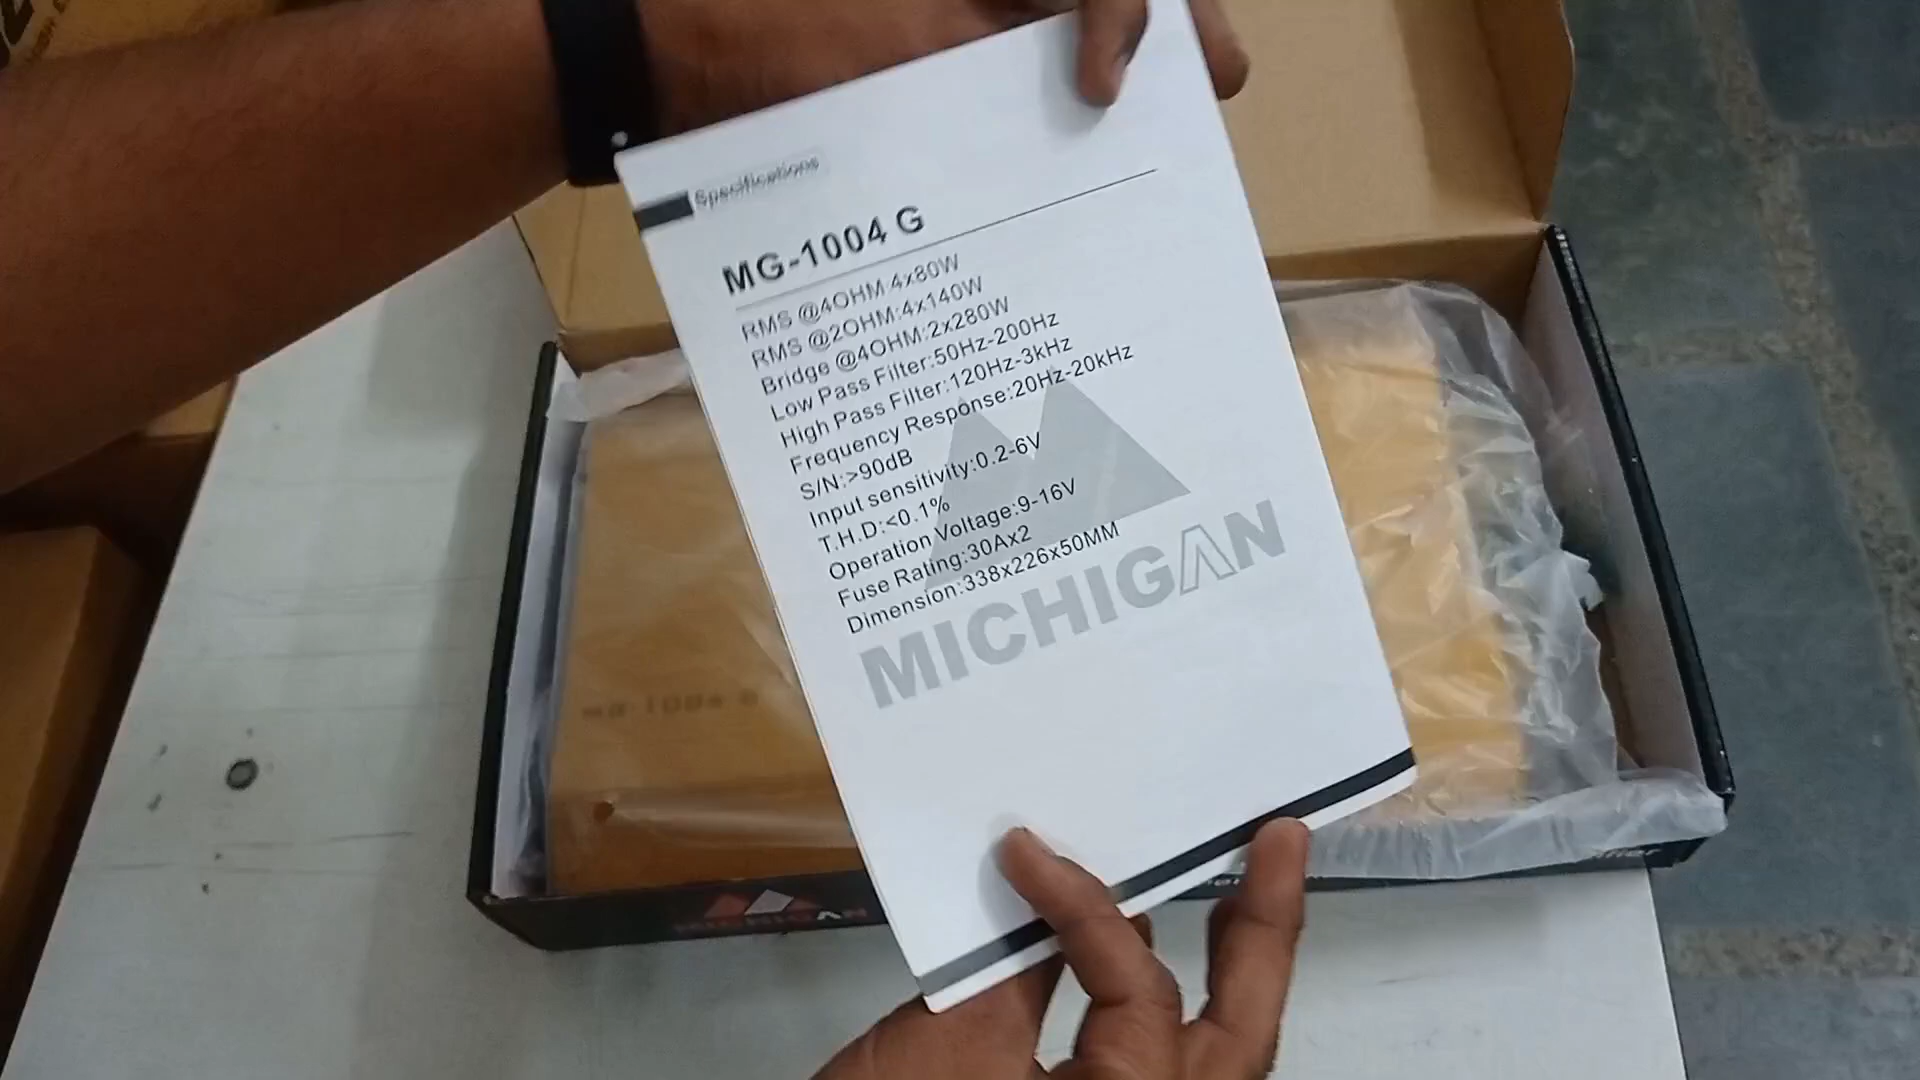 Specifications
MG-1004 G
RMS @4OHM:4x80W
RMS @2OHM:4x140W
Bridge @4OHM:2x280W
Low Pass Filter:50Hz-200Hz
High Pass Filter:120Hz-3kHz
Frequency Response:20Hz-20kHz
S/N:>90dB
Input sensitivity:0.2-6V
T.H.D:<0.1%
Operation Voltage:9-16V
Fuse Rating:30Ax2
Dimension:338x226x50MM
MICHIGAN
MICHIGAN